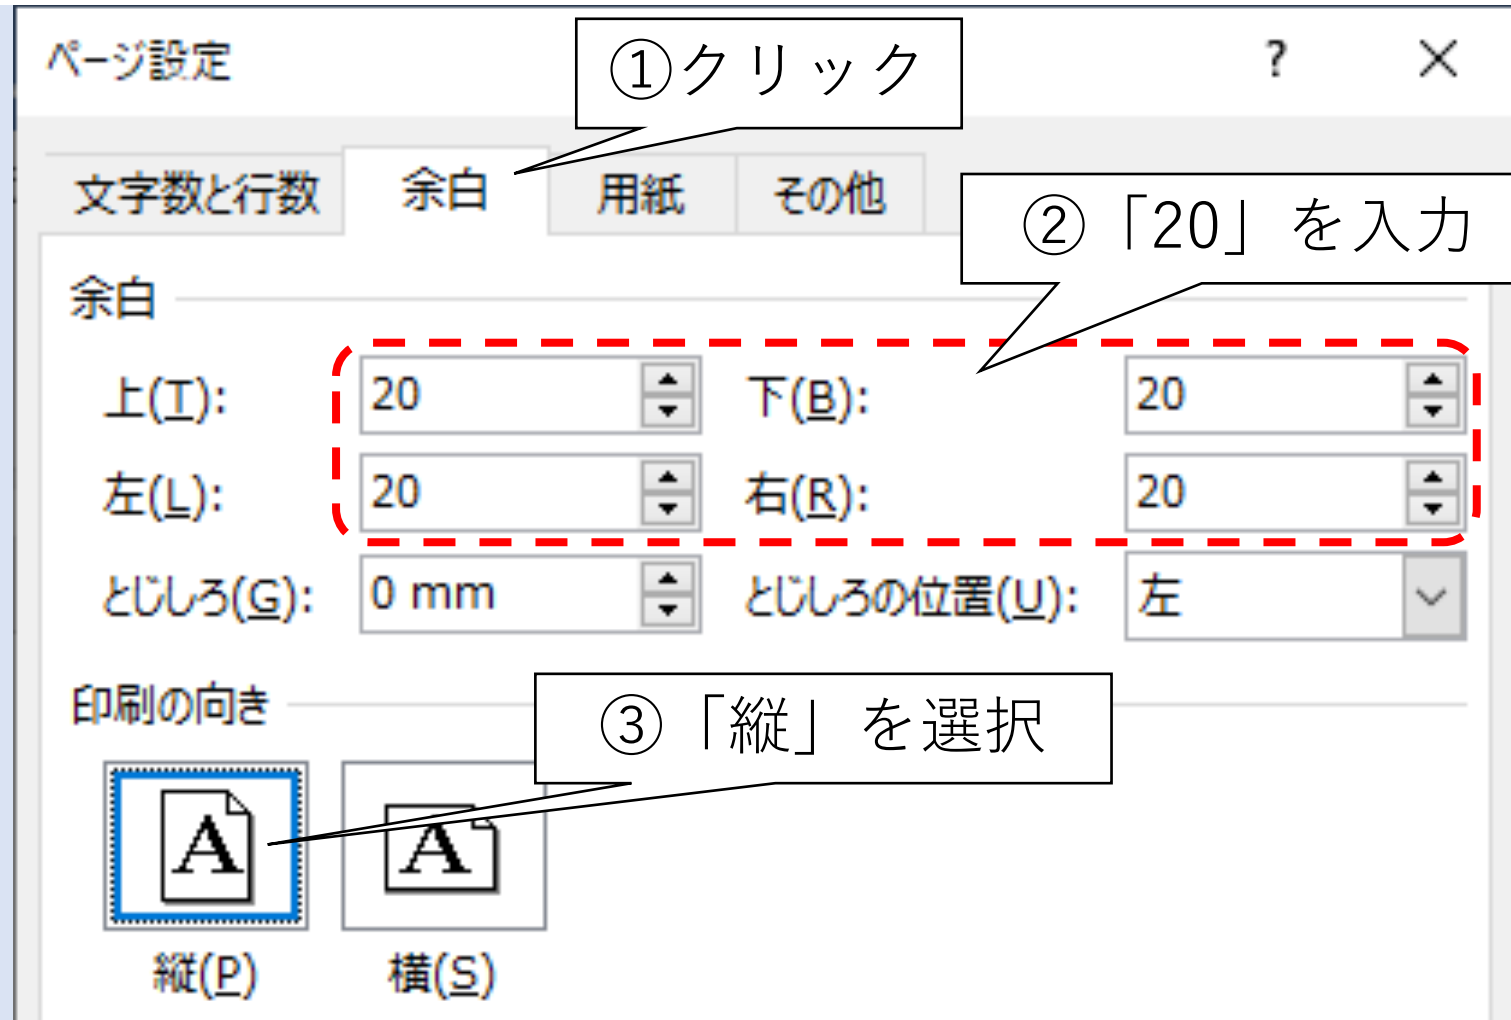 ページ設定
①クリック
?
文字数と行数 余白 用紙 その他
②「20」を入力
余白
上(T): 20 下(B): 20
左(L): 20 右(R): 20
とじしろ(G): 0 mm とじしろの位置(U): 左
印刷の向き
③「縦」を選択
A A
縦(P) 横(S)